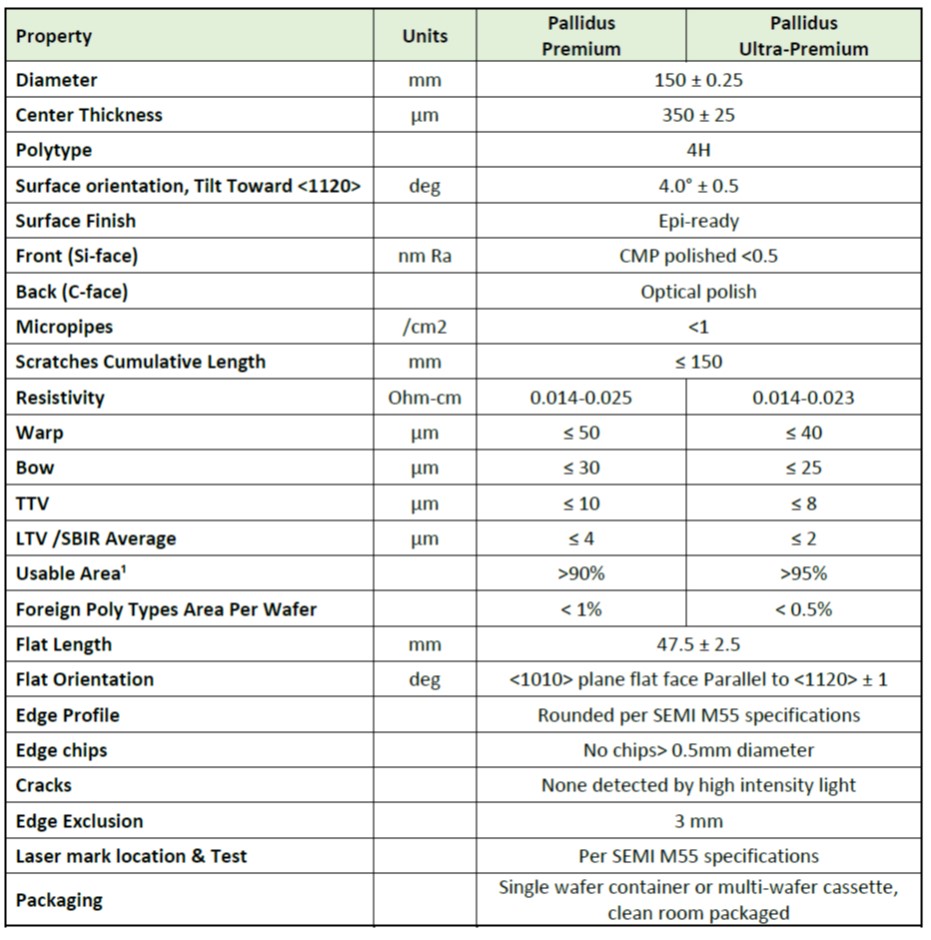 Property Units Pallidus Premium Pallidus Ultra-Premium
Diameter mm 150 ± 0.25
Center Thickness µm 350 ± 25
Polytype 4H
Surface orientation, Tilt Toward <1120> deg 4.0° ± 0.5
Surface Finish Epi-ready
Front (Si-face) nm Ra CMP polished <0.5
Back (C-face) Optical polish
Micropipes /cm2 <1
Scratches Cumulative Length mm ≤ 150
Resistivity Ohm-cm 0.014-0.025 0.014-0.023
Warp µm ≤ 50 ≤ 40
Bow µm ≤ 30 ≤ 25
TTV µm ≤ 10 ≤ 8
LTV /SBIR Average µm ≤ 4 ≤ 2
Usable Area¹ >90% >95%
Foreign Poly Types Area Per Wafer < 1% < 0.5%
Flat Length mm 47.5 ± 2.5
Flat Orientation deg <1010> plane flat face Parallel to <1120> ± 1
Edge Profile Rounded per SEMI M55 specifications
Edge chips No chips> 0.5mm diameter
Cracks None detected by high intensity light
Edge Exclusion 3 mm
Laser mark location & Test Per SEMI M55 specifications
Packaging Single wafer container or multi-wafer cassette,
clean room packaged